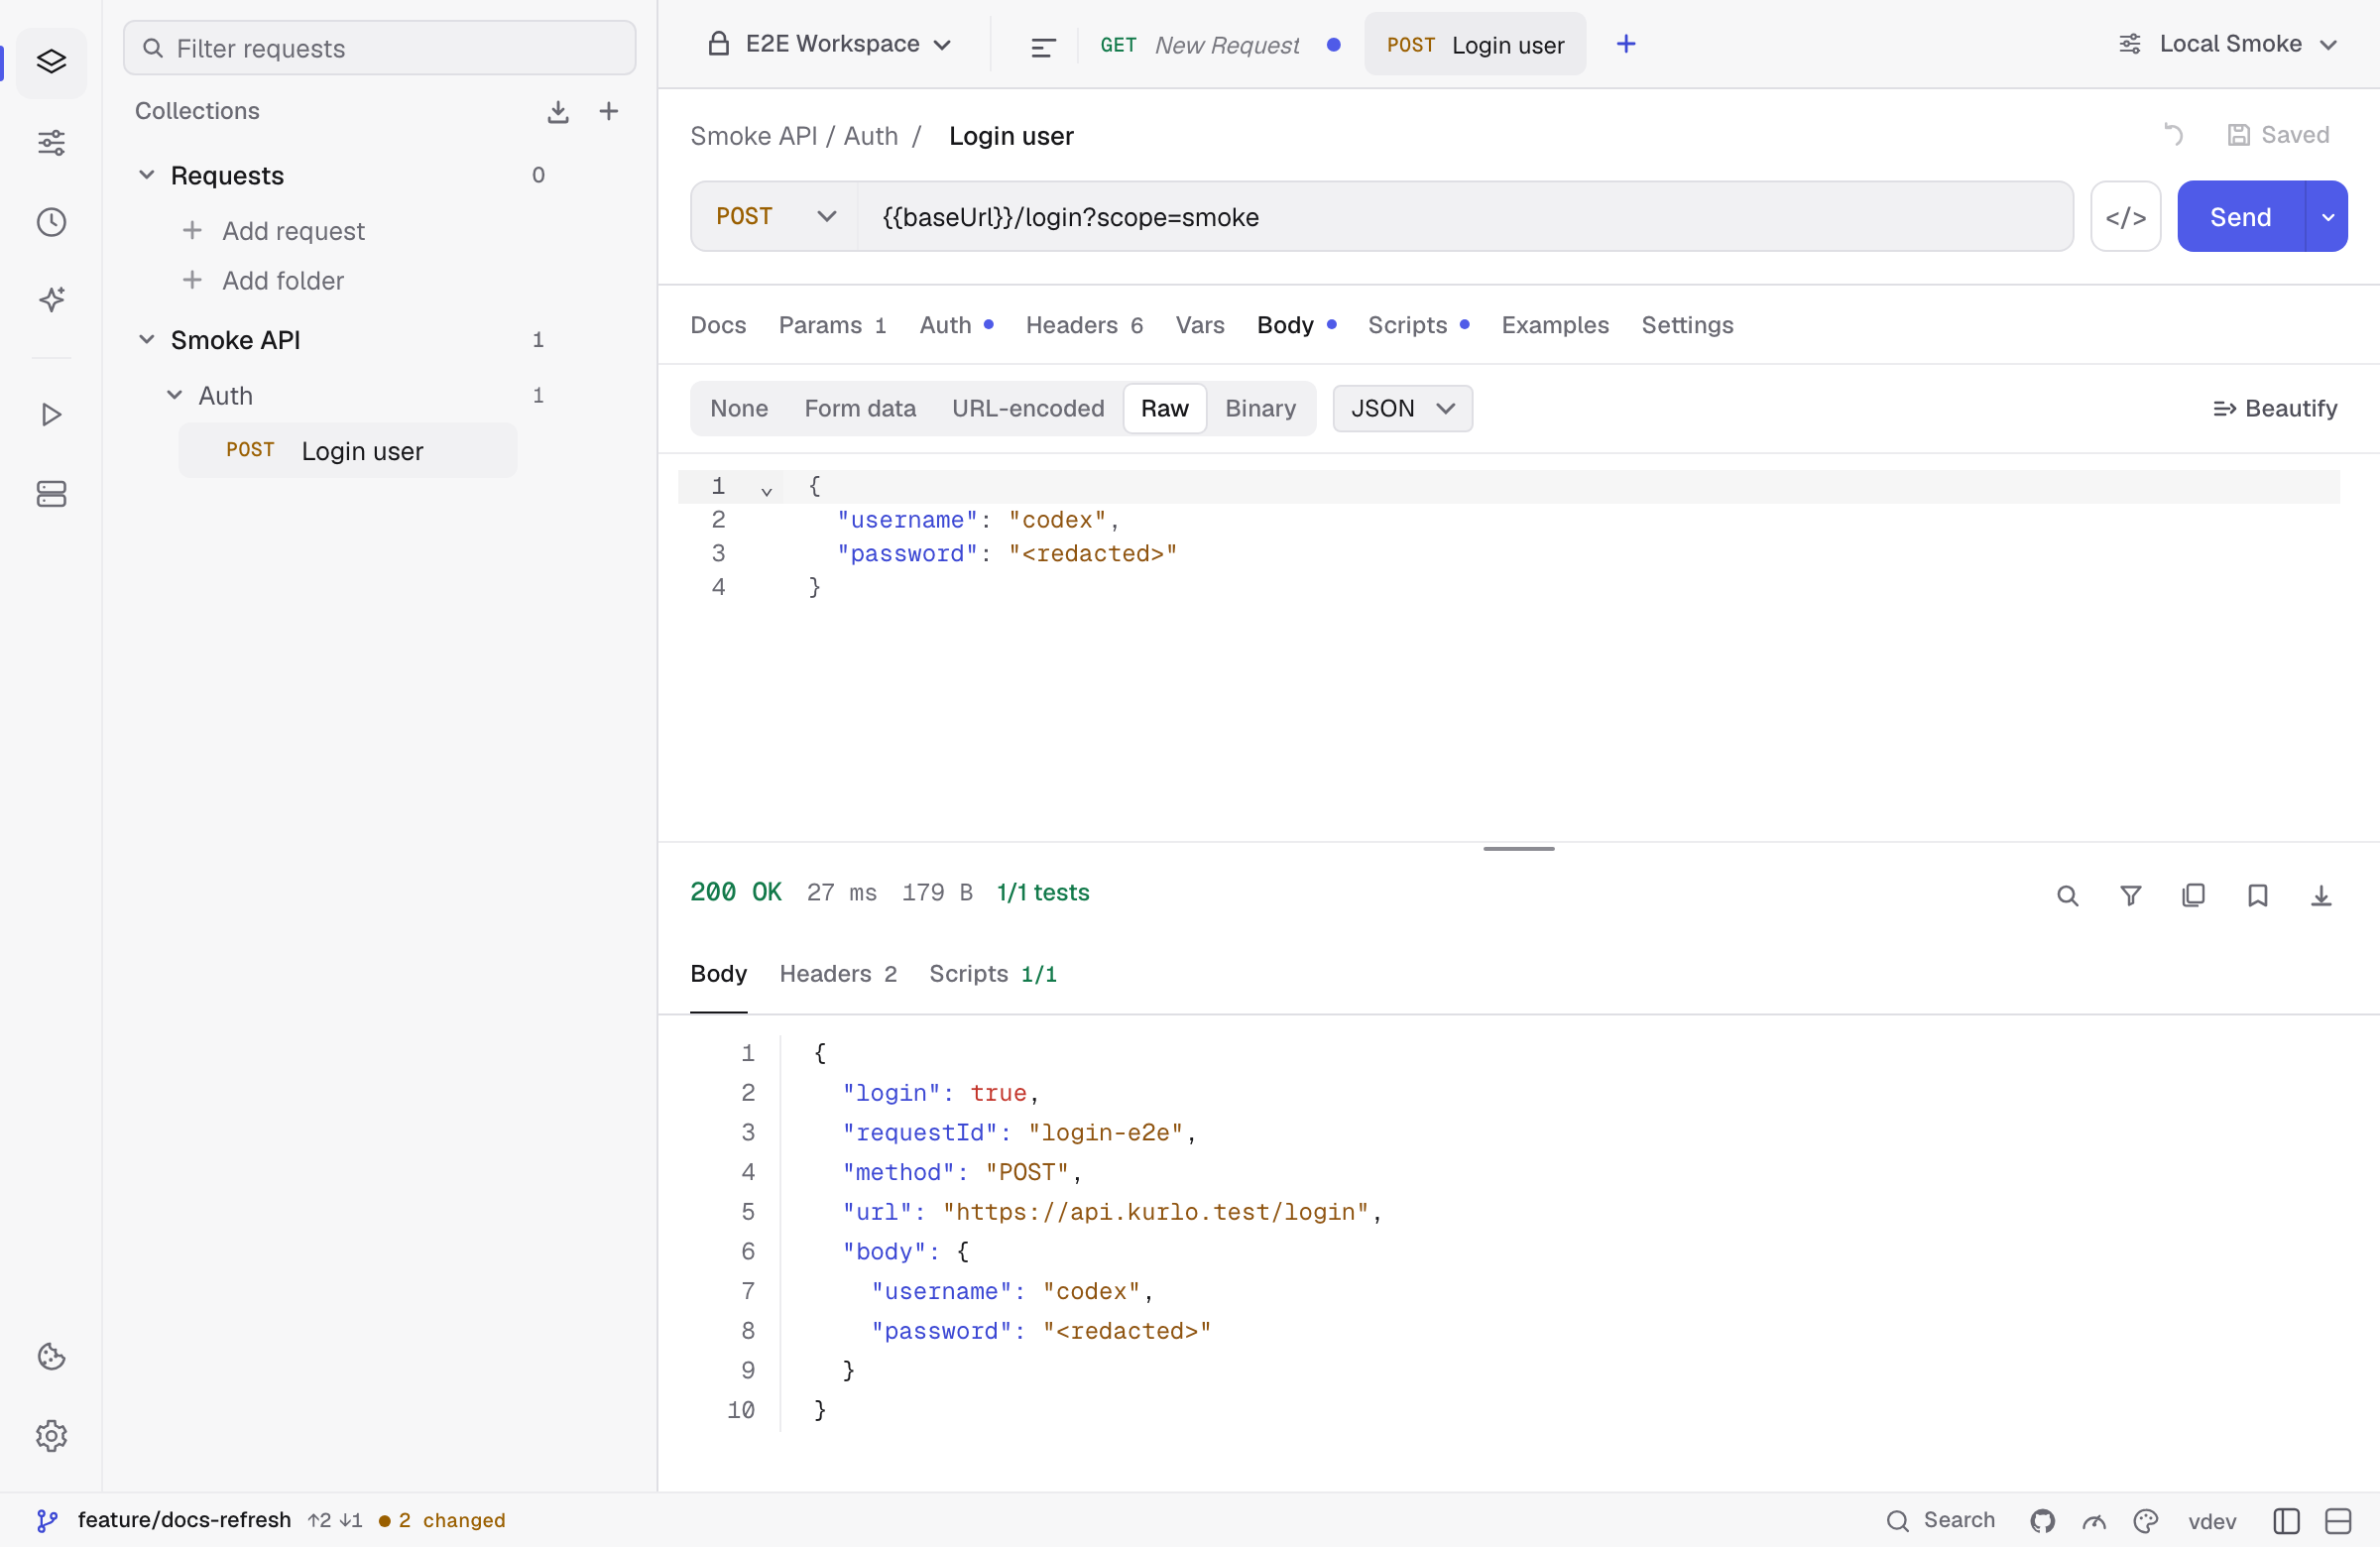 Filter requests
Collections
Requests 0
Add request
Add folder
Smoke API 1
Auth 1
POST Login user
E2E Workspace
GET New Request
POST Login user
Local Smoke
Smoke API / Auth / Login user
Saved
POST {{baseUrl}}/login?scope=smoke
</>
Send
Docs Params 1 Auth Headers 6 Vars Body Scripts Examples Settings
None Form data URL-encoded Raw Binary JSON Beautify
1 {
2 "username": "codex",
3 "password": "<redacted>"
4 }
200 OK 27 ms 179 B 1/1 tests
Body Headers 2 Scripts 1/1
1 {
2 "login": true,
3 "requestId": "login-e2e",
4 "method": "POST",
5 "url": "https://api.kurlo.test/login",
6 "body": {
7 "username": "codex",
8 "password": "<redacted>"
9 }
10 }
feature/docs-refresh ↑2 ↓1 2 changed
Search vdev